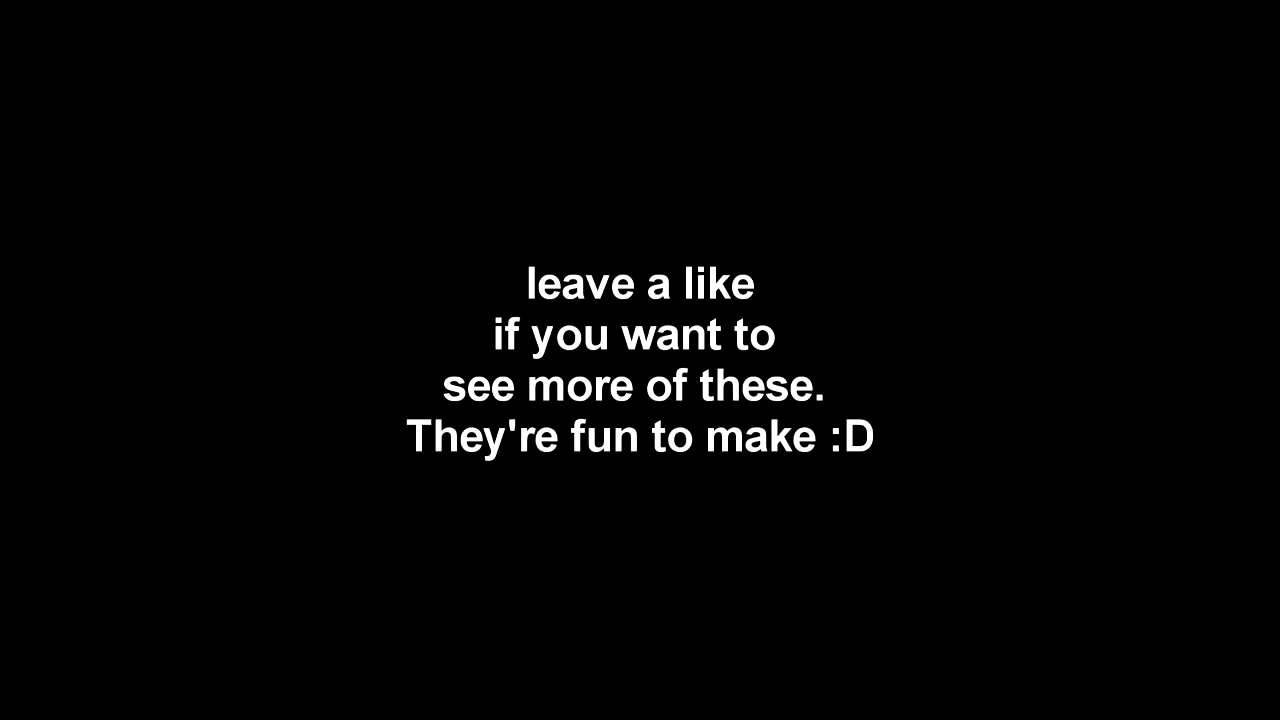 leave a like
if you want to
see more of these.
They're fun to make :D